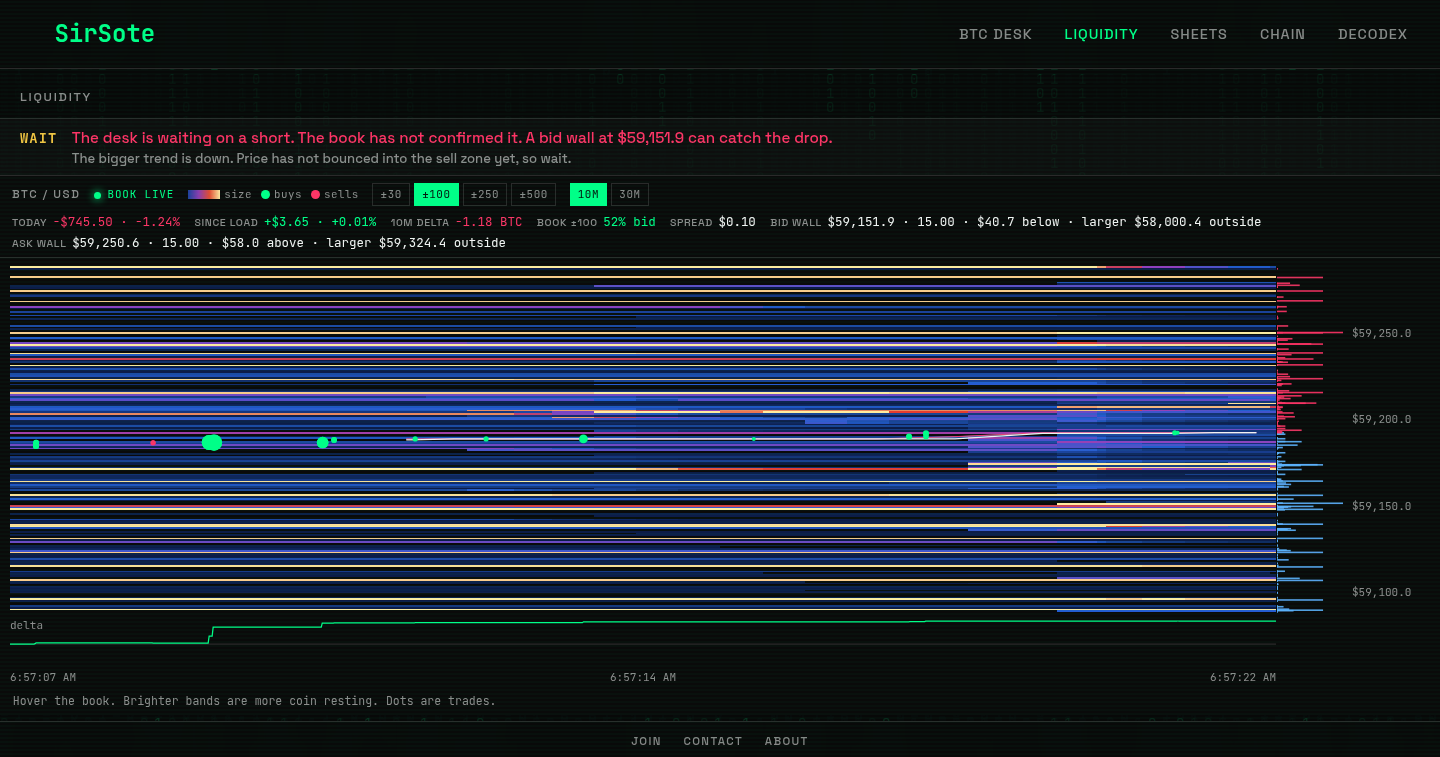 SirSote
BTC DESK LIQUIDITY SHEETS CHAIN DECODEX
LIQUIDITY
WAIT The desk is waiting on a short. The book has not confirmed it. A bid wall at $59,151.9 can catch the drop.
The bigger trend is down. Price has not bounced into the sell zone yet, so wait.
BTC / USD BOOK LIVE size buys sells ±30 ±100 ±250 ±500 10M 30M
TODAY -$745.50 · -1.24% SINCE LOAD +$3.65 · +0.01% 10M DELTA -1.18 BTC BOOK ±100 52% bid SPREAD $0.10 BID WALL $59,151.9 · 15.00 · $40.7 below · larger $58,000.4 outside
ASK WALL $59,250.6 · 15.00 · $58.0 above · larger $59,324.4 outside
$59,250.0
$59,200.0
$59,150.0
$59,100.0
delta
6:57:07 AM 6:57:14 AM 6:57:22 AM
Hover the book. Brighter bands are more coin resting. Dots are trades.
JOIN CONTACT ABOUT